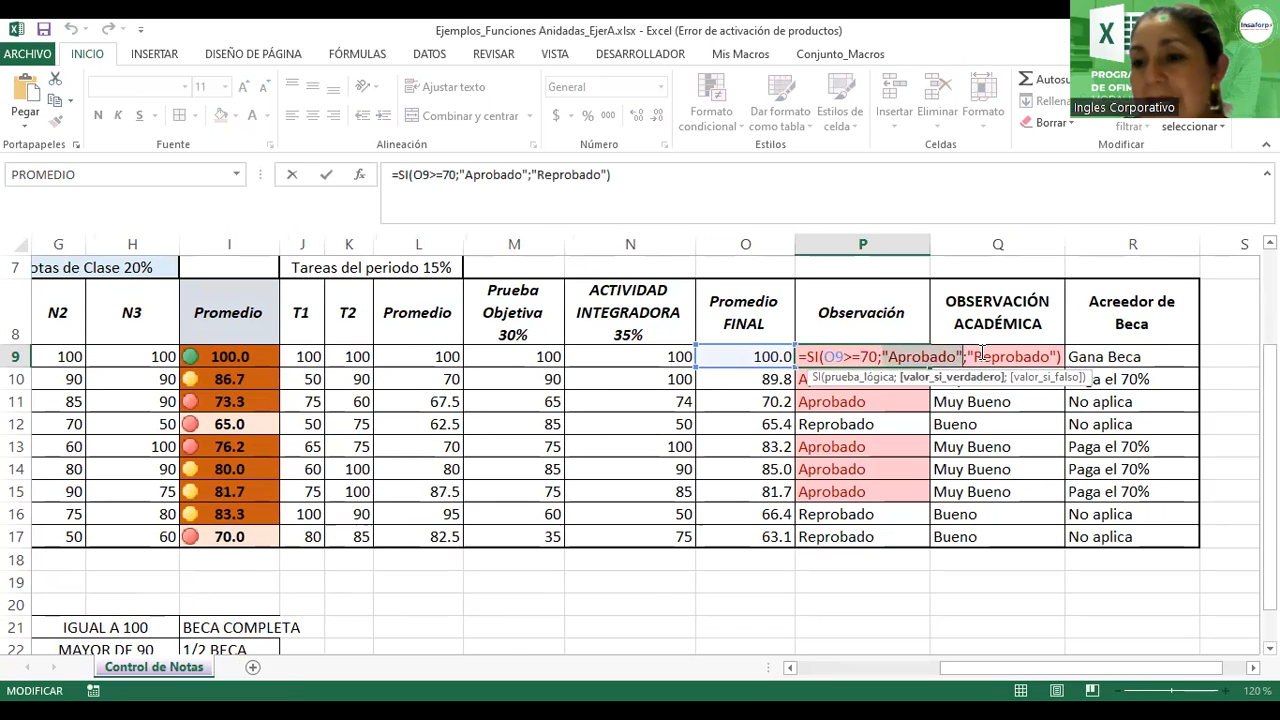 Ejemplos_Funciones Anidadas_EjerA.xlsx - Excel (Error de activación de productos)
ARCHIVO INICIO INSERTAR DISEÑO DE PÁGINA FÓRMULAS DATOS REVISAR VISTA DESARROLLADOR Mis Macros Conjunto_Macros
Insaforp
PROGRAMA
DE OFIM
Ingles Corporativo
Pegar
General
11
N K S
Ajustar texto
Combinar y centrar
$ % 000
Formato condicional
Dar formato como tabla
Estilos de celda
Insertar Eliminar Formato
Autosu
Rellena
Borrar
filtrar
seleccionar
Portapapeles Fuente Alineación Número Estilos Celdas Modificar
PROMEDIO =SI(O9>=70;"Aprobado";"Reprobado")
G H I J K L M N O P Q R S
7 otas de Clase 20% Tareas del periodo 15%
8 N2 N3 Promedio T1 T2 Promedio Prueba Objetiva 30% ACTIVIDAD INTEGRADORA 35% Promedio FINAL Observación OBSERVACIÓN ACADÉMICA Acreedor de Beca
9 100 100 100.0 100 100 100 100 100 100.0 =SI(O9>=70;"Aprobado";"Reprobado") Gana Beca
SI(prueba_lógica; [valor_si_verdadero]; [valor_si_falso])
10 90 90 86.7 50 90 70 90 100 89.8 A ga el 70%
11 85 90 73.3 75 60 67.5 65 74 70.2 Aprobado Muy Bueno No aplica
12 70 50 65.0 50 75 62.5 85 50 65.4 Reprobado Bueno No aplica
13 60 100 76.2 65 75 70 75 100 83.2 Aprobado Muy Bueno Paga el 70%
14 80 90 80.0 60 100 80 85 90 85.0 Aprobado Muy Bueno Paga el 70%
15 90 75 81.7 75 100 87.5 75 85 81.7 Aprobado Muy Bueno Paga el 70%
16 75 80 83.3 100 90 95 60 50 66.4 Reprobado Bueno No aplica
17 50 60 70.0 80 85 82.5 35 75 63.1 Reprobado Bueno No aplica
18
19
20
21 IGUAL A 100 BECA COMPLETA
22 MAYOR DE 90 1/2 BECA
Control de Notas
MODIFICAR 120 %